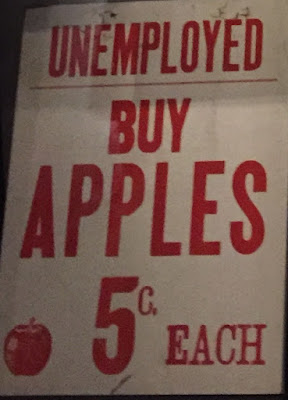 UNEMPLOYED
BUY
APPLES
5c. EACH